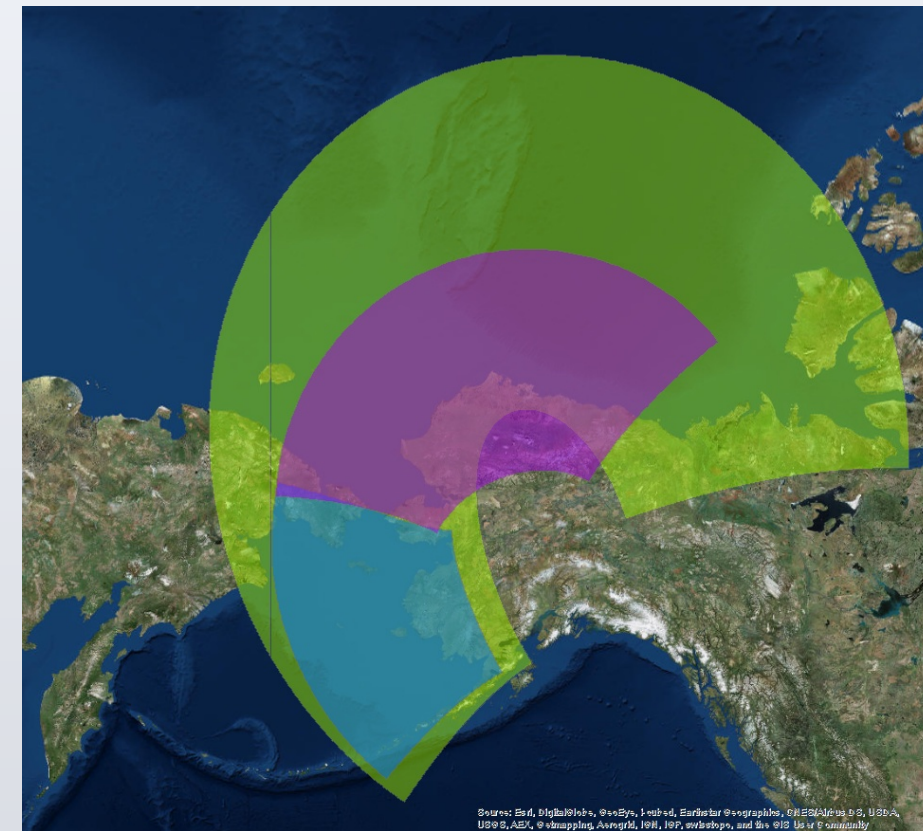 Source: Esri, DigitalGlobe, GeoEye, i-cubed, Earthstar Geographics, CNES/Airbus DS, USDA,
USGS, AEX, Getmapping, Aerogrid, IGN, IGP, swisstopo, and the GIS User Community